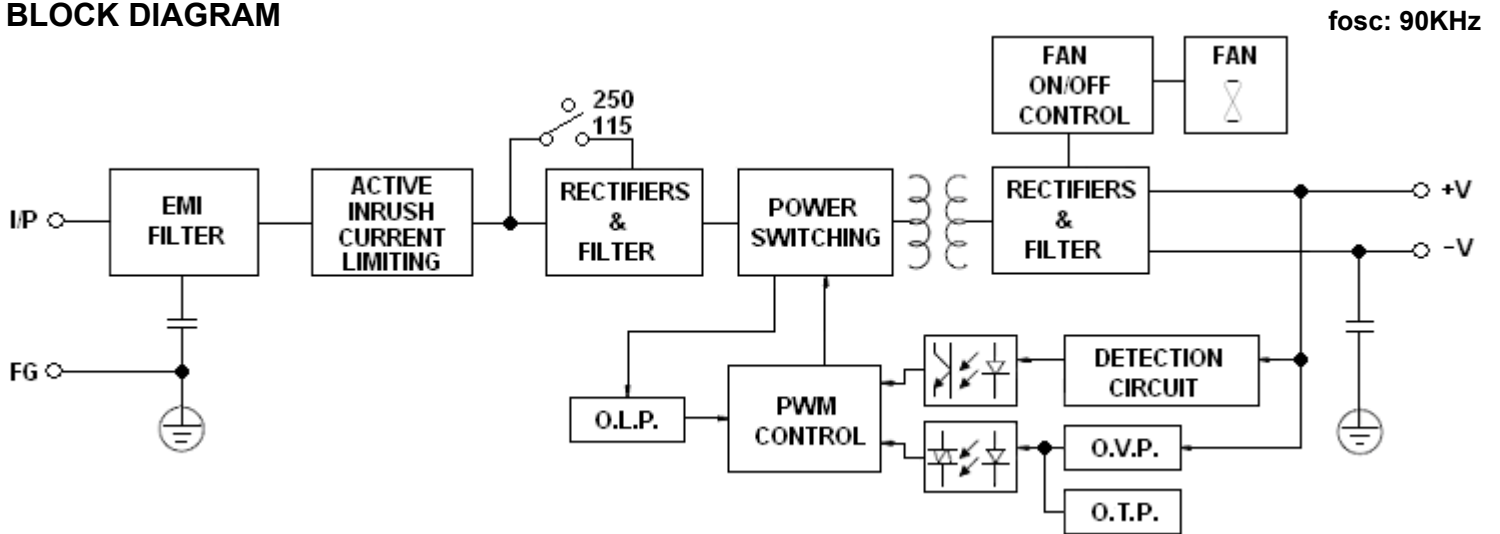 BLOCK DIAGRAM
fosc: 90KHz
FAN
ON/OFF
CONTROL
FAN
250
115
I/P
EMI
FILTER
ACTIVE
INRUSH
CURRENT
LIMITING
RECTIFIERS
&
FILTER
POWER
SWITCHING
RECTIFIERS
&
FILTER
+V
-V
FG
O.L.P.
PWM
CONTROL
DETECTION
CIRCUIT
O.V.P.
O.T.P.